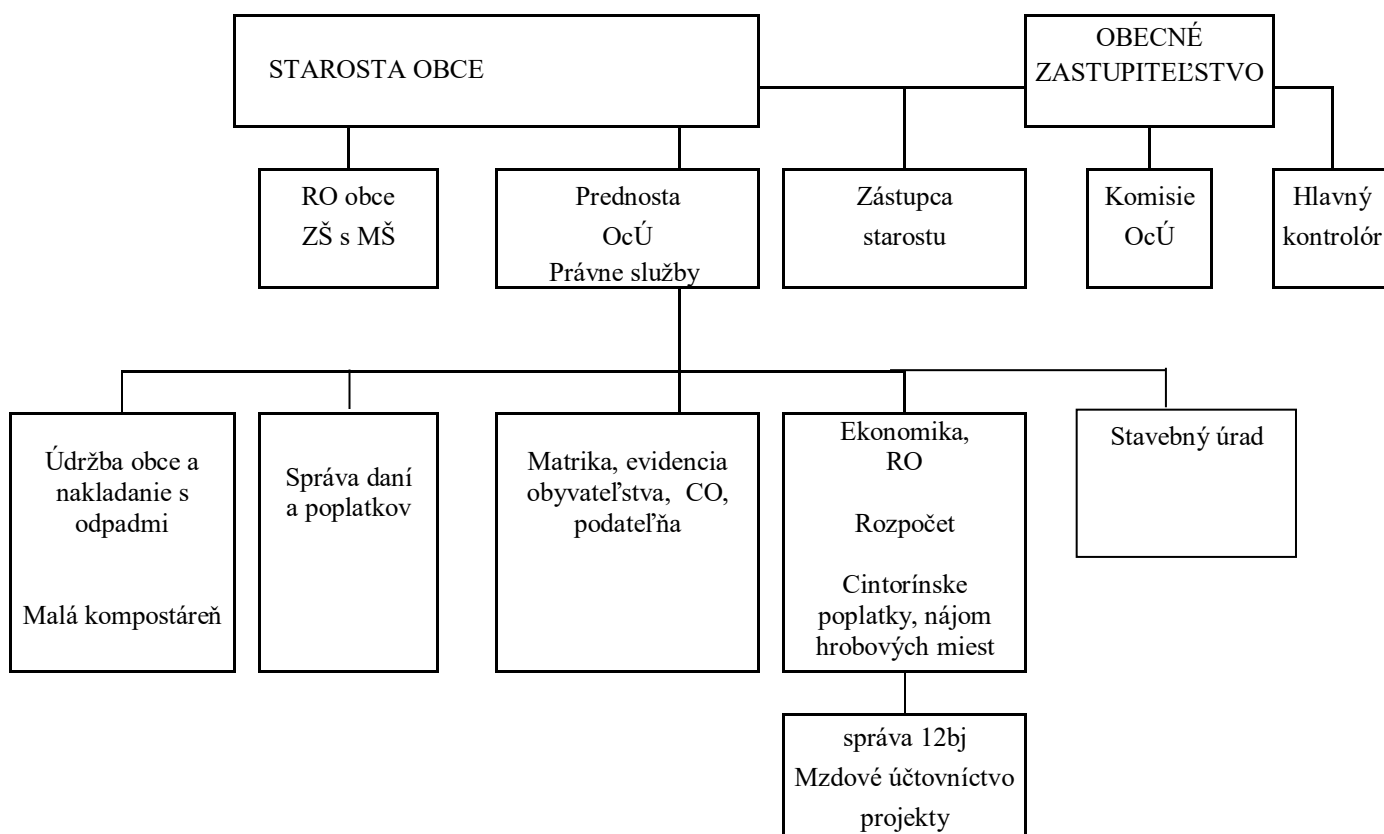 STAROSTA OBCE
OBECNÉ
ZASTUPITEĽSTVO
RO obce
ZŠ s MŠ
Prednosta
OcÚ
Právne služby
Zástupca
starostu
Komisie
OcÚ
Hlavný
kontrolór
Údržba obce a
nakladanie s
odpadmi
Malá kompostáreň
Správa daní
a poplatkov
Matrika, evidencia
obyvateľstva, CO,
podateľňa
Ekonomika,
RO
Rozpočet
Cintorínske
poplatky, nájom
hrobových miest
Stavebný úrad
správa 12bj
Mzdové účtovníctvo
projekty